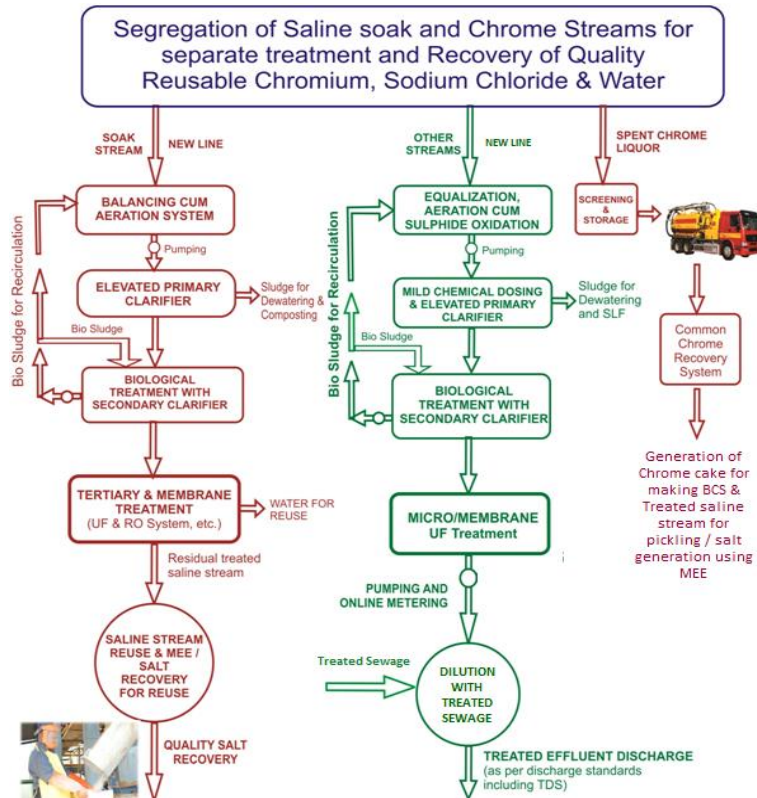 Segregation of Saline soak and Chrome Streams for
separate treatment and Recovery of Quality
Reusable Chromium, Sodium Chloride & Water
SOAK
STREAM
NEW LINE
BALANCING CUM
AERATION SYSTEM
Pumping
ELEVATED PRIMARY
CLARIFIER
Sludge for
Dewatering &
Composting
Bio Sludge for Recirculation
Bio Sludge
BIOLOGICAL
TREATMENT WITH
SECONDARY CLARIFIER
TERTIARY & MEMBRANE
TREATMENT
(UF & RO System, etc.)
WATER FOR
REUSE
Residual treated
saline stream
SALINE STREAM
REUSE & MEE /
SALT
RECOVERY
FOR REUSE
QUALITY SALT
RECOVERY
OTHER
STREAMS
NEW LINE
EQUALIZATION,
AERATION CUM
SULPHIDE OXIDATION
Pumping
MILD CHEMICAL DOSING
& ELEVATED PRIMARY
CLARIFIER
Sludge for
Dewatering
and SLF
Bio Sludge for Recirculation
Bio Sludge
BIOLOGICAL
TREATMENT WITH
SECONDARY CLARIFIER
MICRO/MEMBRANE
UF Treatment
PUMPING AND
ONLINE METERING
Treated Sewage
DILUTION
WITH
TREATED
SEWAGE
TREATED EFFLUENT DISCHARGE
(as per discharge standards
including TDS)
SPENT CHROME
LIQUOR
SCREENING
&
STORAGE
Common
Chrome
Recovery
System
Generation of
Chrome cake for
making BCS &
Treated saline
stream for
pickling / salt
generation using
MEE